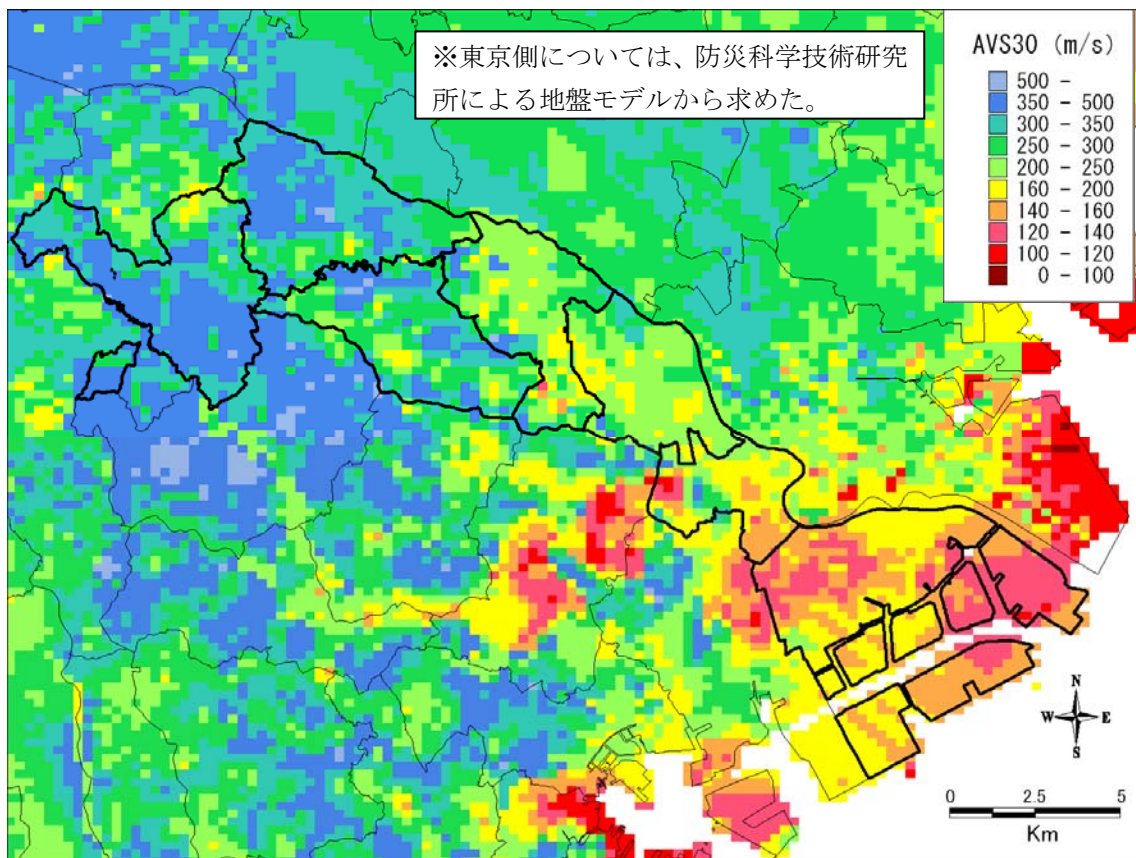 ※東京側については、防災科学技術研究
所による地盤モデルから求めた。
AVS30 (m/s)
500 -
350 - 500
300 - 350
250 - 300
200 - 250
160 - 200
140 - 160
120 - 140
100 - 120
0 - 100
N
W E
S
0 2.5 5
Km